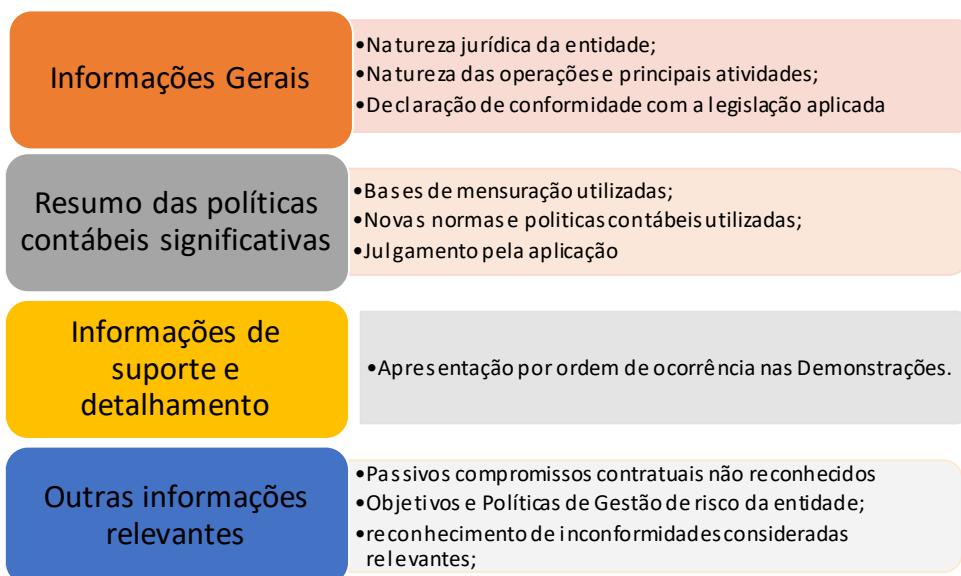 Informações Gerais
•Natureza jurídica da entidade;
•Natureza das operações e principais atividades;
•Declaração de conformidade com a legislação aplicada
Resumo das políticas
contábeis significativas
•Bases de mensuração utilizadas;
•Novas normas e politicas contábeis utilizadas;
•Julgamento pela aplicação
Informações de
suporte e
detalhamento
•Apresentação por ordem de ocorrência nas Demonstrações.
Outras informações
relevantes
•Passivos compromissos contratuais não reconhecidos
•Objetivos e Políticas de Gestão de risco da entidade;
•reconhecimento de inconformidades consideradas
relevantes;